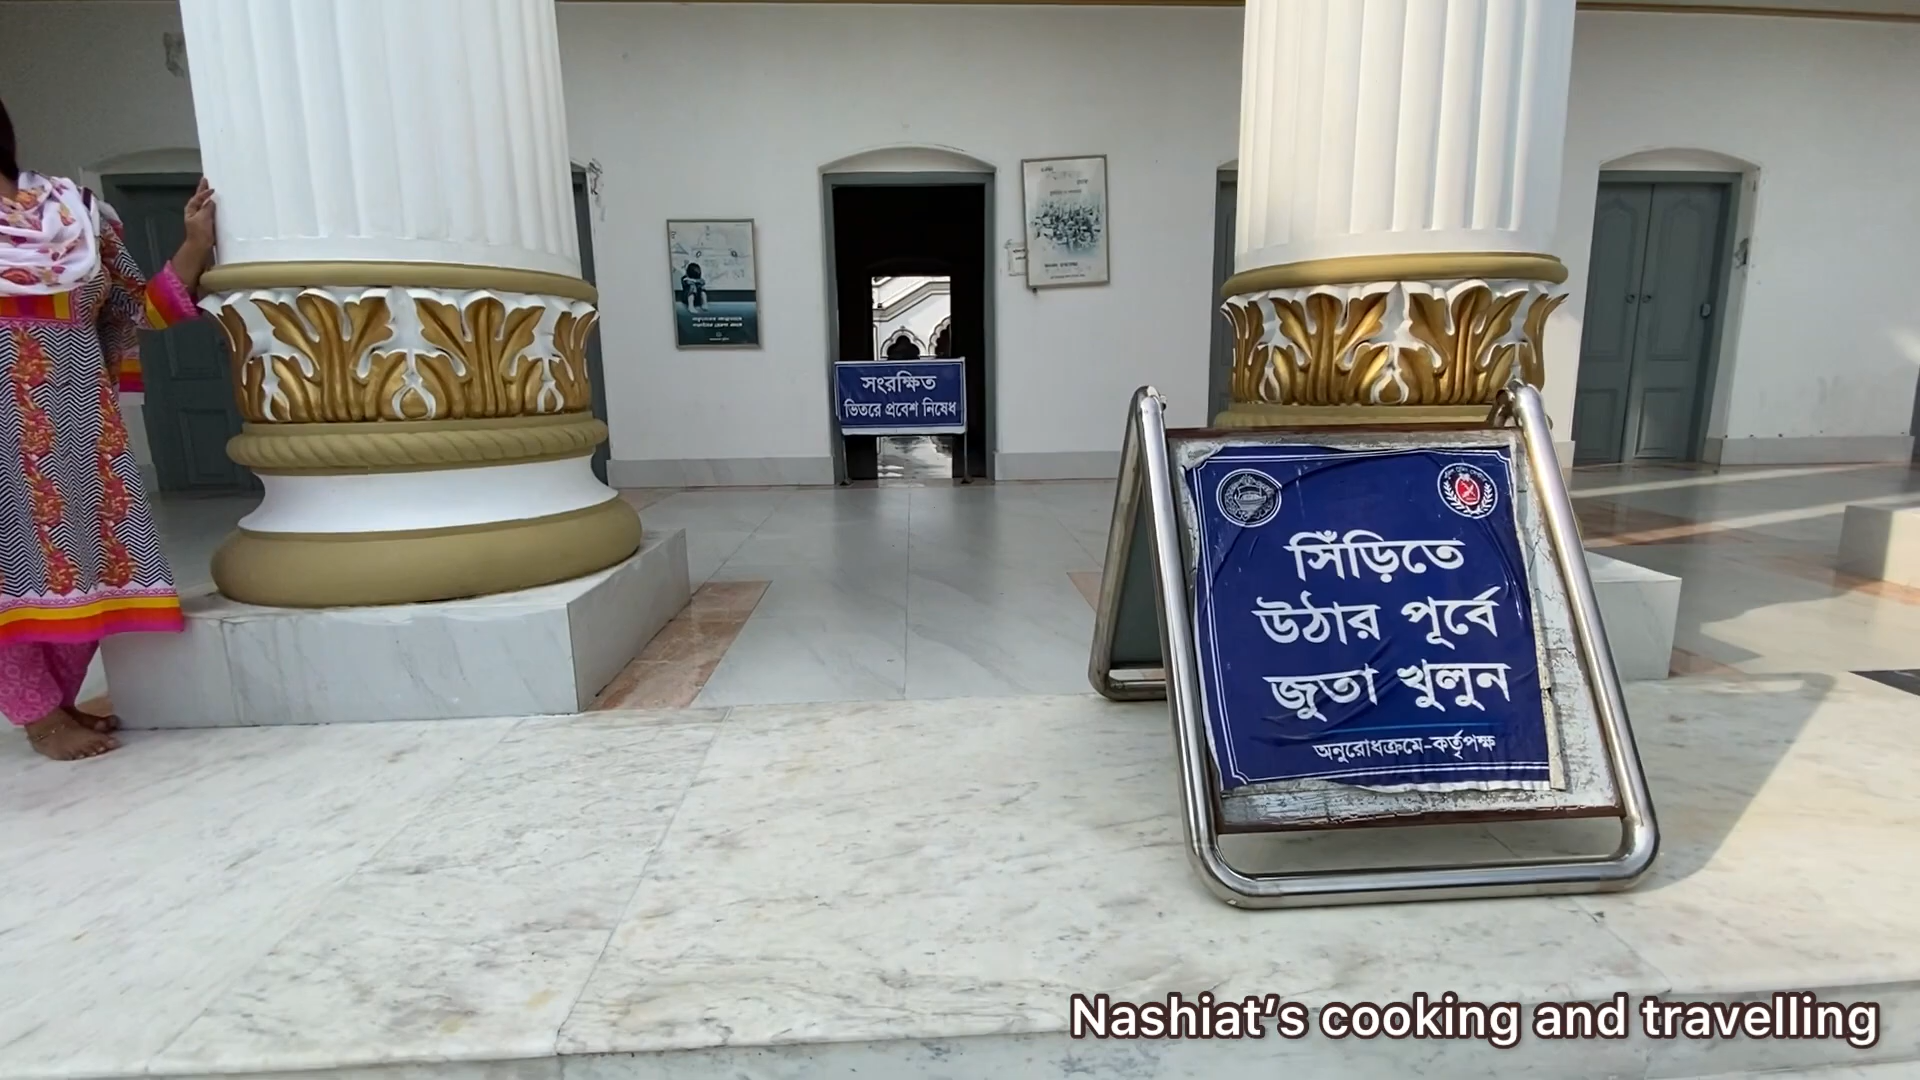 সংরক্ষিত
ভিতরে প্রবেশ নিষেধ
সিঁড়িতে
উঠার পূর্বে
জুতা খুলুন
অনুরোধক্রমে-কর্তৃপক্ষ
Nashiat’s cooking and travelling